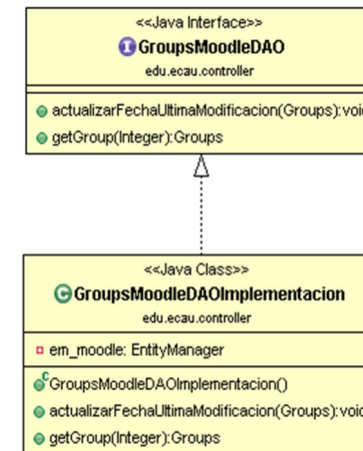 <<Java Interface>>
I GroupsMoodleDAO
edu.ecau.controller
actualizarFechaUltimaModificacion(Groups):voi
getGroup(Integer):Groups
<<Java Class>>
C GroupsMoodleDAOImplementacion
edu.ecau.controller
em_moodle: EntityManager
c GroupsMoodleDAOImplementacion()
actualizarFechaUltimaModificacion(Groups):voi
getGroup(Integer):Groups